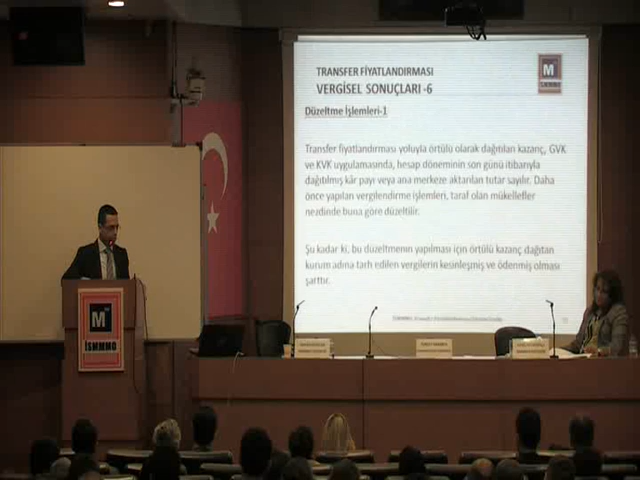 TRANSFER FİYATLANDIRMASI
VERGİSEL SONUÇLARI -6
Düzeltme İşlemleri-1
Transfer fiyatlandırması yoluyla örtülü olarak dağıtılan kazanç, GVK
ve KVK uygulamasında, hesap döneminin son günü itibarıyla
dağıtılmış kâr payı veya ana merkeze aktarılan tutar sayılır. Daha
önce yapılan vergilendirme işlemleri, taraf olan mükellefler
nezdinde buna göre düzeltilir.
Şu kadar ki, bu düzeltmenin yapılması için örtülü kazanç dağıtan
kurum adına tarh edilen vergilerin kesinleşmiş ve ödenmiş olması
şarttır.
M
İSMMMO
M
İSMMMO